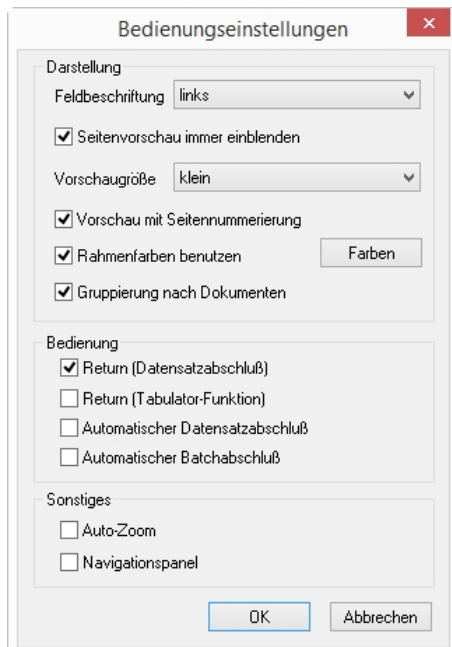 Bedienungseinstellungen
Darstellung
Feldbeschriftung links
Seitenvorschau immer einblenden
Vorschaugröße klein
Vorschau mit Seitennummerierung
Rahmenfarben benutzen Farben
Gruppierung nach Dokumenten
Bedienung
Return (Datensatzabschluß)
Return (Tabulator-Funktion)
Automatischer Datensatzabschluß
Automatischer Batchabschluß
Sonstiges
Auto-Zoom
Navigationspanel
OK Abbrechen